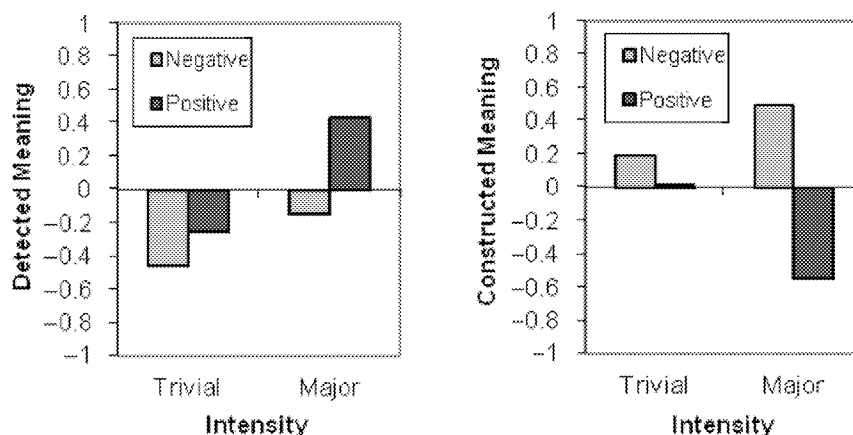 Detected Meaning
1
0.8
0.6
0.4
0.2
0
–0.2
–0.4
–0.6
–0.8
–1
Negative
Positive
Trivial
Major
Intensity
Constructed Meaning
1
0.8
0.6
0.4
0.2
0
–0.2
–0.4
–0.6
–0.8
–1
Negative
Positive
Trivial
Major
Intensity